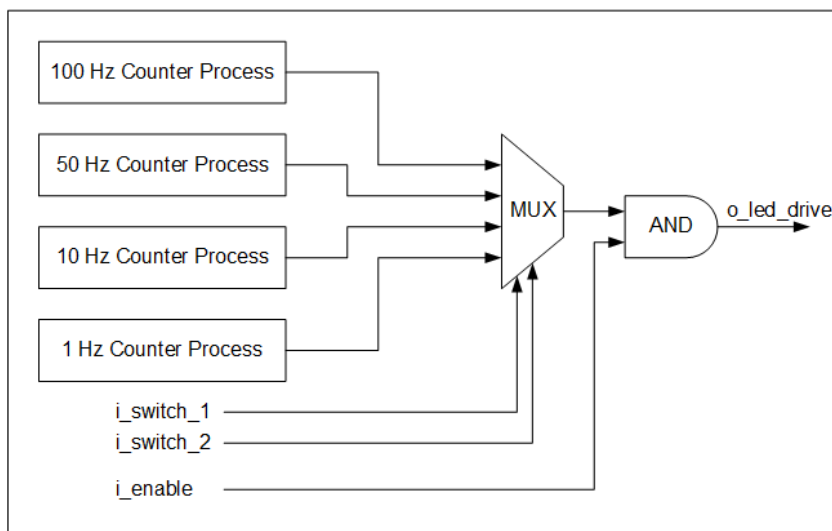 100 Hz Counter Process
50 Hz Counter Process
MUX
o_led_drive
AND
10 Hz Counter Process
1 Hz Counter Process
i_switch_1
i_switch_2
i_enable